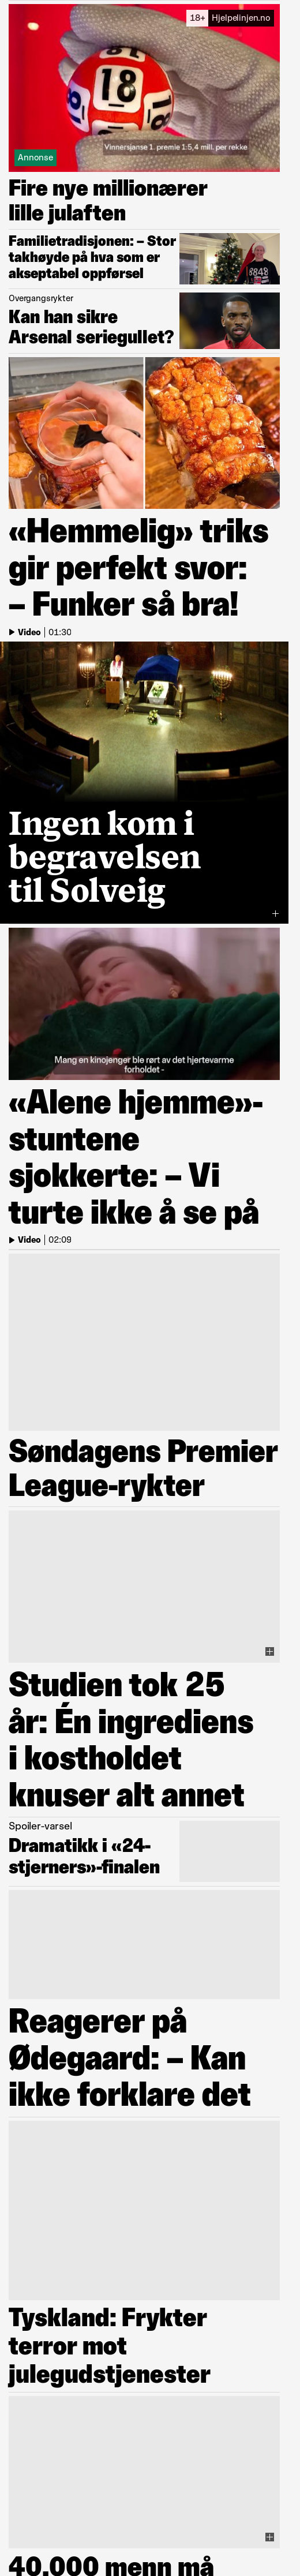 18+ Hjelpelinjen.no
18
Vinnersjanse 1. premie 1:5,4 mill. per rekke
Annonse
Fire nye millionærer
lille julaften
Familietradisjonen: – Stor
takhøyde på hva som er
akseptabel oppførsel
Overgangsrykter
Kan han sikre
Arsenal seriegullet?
«Hemmelig» triks
gir perfekt svor:
– Funker så bra!
Video | 01:30
Ingen kom i
begravelsen
til Solveig
Mang en kinojenger ble rørt av det hjertevarme
forholdet -
«Alene hjemme»-
stuntene
sjokkerte: – Vi
turte ikke å se på
Video | 02:09
Søndagens Premier
League-rykter
Studien tok 25
år: Én ingrediens
i kostholdet
knuser alt annet
Spoiler-varsel
Dramatikk i «24-
stjerners»-finalen
Reagerer på
Ødegaard: – Kan
ikke forklare det
Tyskland: Frykter
terror mot
julegudstjenester
40.000 menn må